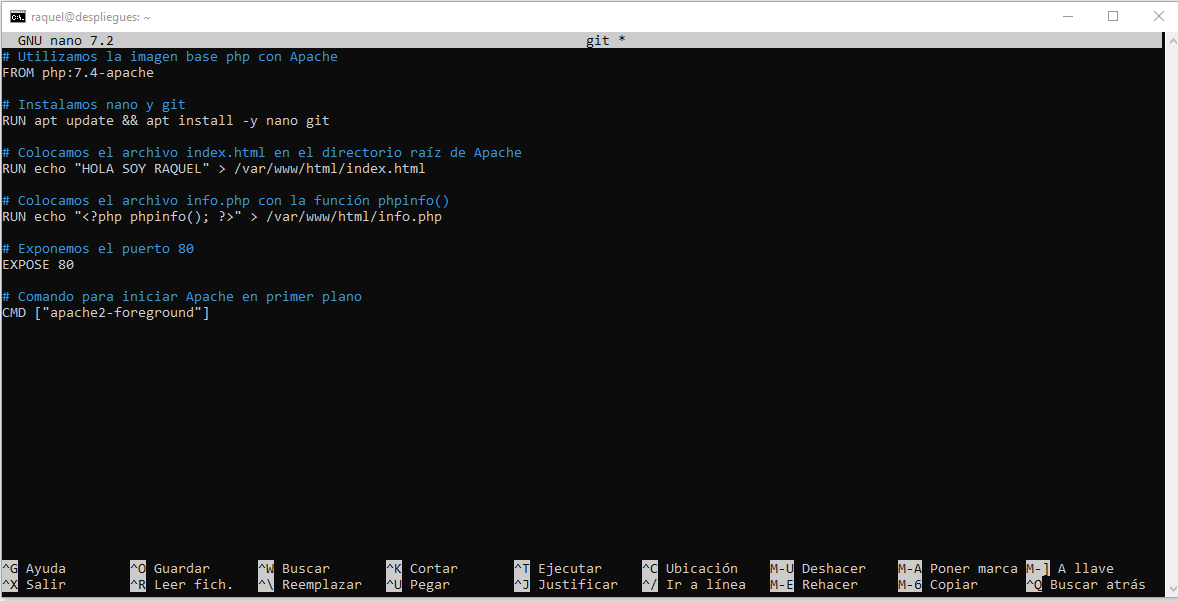 raquel@despliegues: ~
GNU nano 7.2 git *
# Utilizamos la imagen base php con Apache
FROM php:7.4-apache
# Instalamos nano y git
RUN apt update && apt install -y nano git
# Colocamos el archivo index.html en el directorio raíz de Apache
RUN echo "HOLA SOY RAQUEL" > /var/www/html/index.html
# Colocamos el archivo info.php con la función phpinfo()
RUN echo "<?php phpinfo(); ?>" > /var/www/html/info.php
# Exponemos el puerto 80
EXPOSE 80
# Comando para iniciar Apache en primer plano
CMD ["apache2-foreground"]
^G Ayuda ^O Guardar ^W Buscar ^K Cortar ^T Ejecutar ^C Ubicación M-U Deshacer M-A Poner marca M-] A llave
^X Salir ^R Leer fich. ^\ Reemplazar ^U Pegar ^J Justificar ^/ Ir a línea M-E Rehacer M-6 Copiar ^Q Buscar atrás